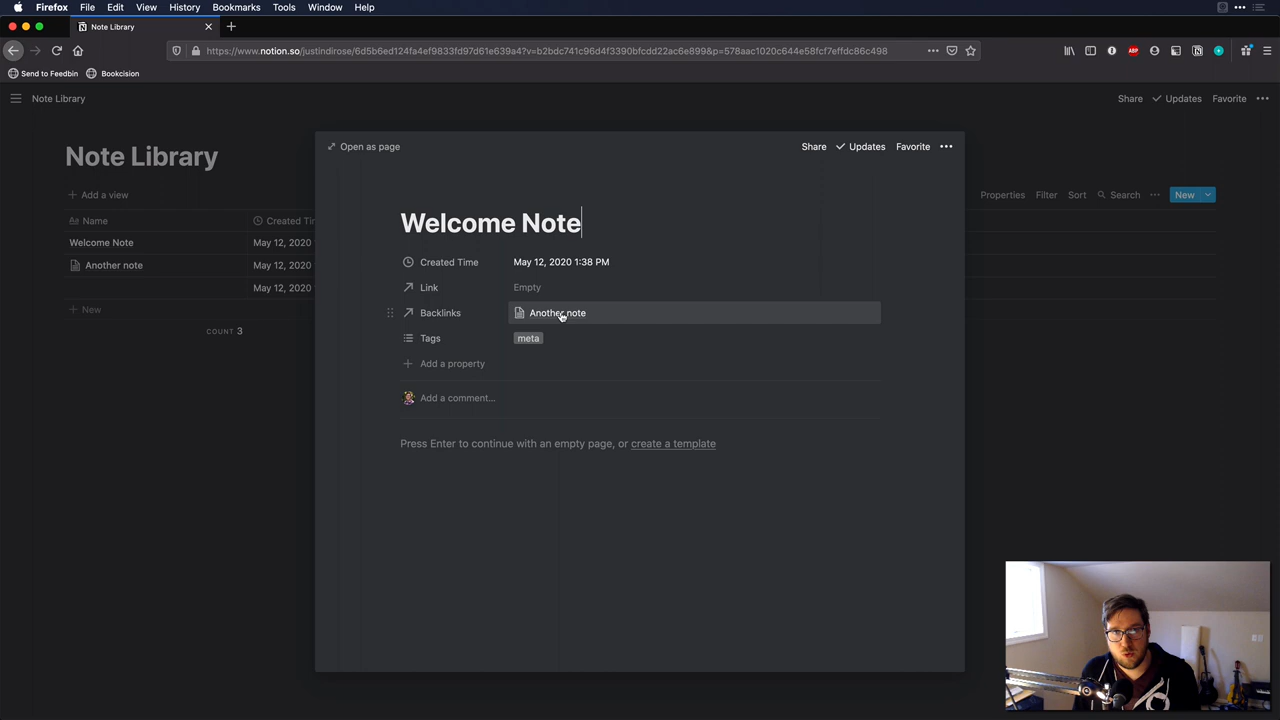 Firefox File Edit View History Bookmarks Tools Window Help
Note Library
https://www.notion.so/justindirose/6d5b6ed124fa4ef9833fd97d61e639a4?v=b2bdc741c96d4f3390bfcdd22ac6e899&p=578aac1020c644e58fcf7effdc86c498
ABP
Send to Feedbin Bookcision
Note Library Share Updates Favorite
Open as page Share Updates Favorite
Note Library
Add a view Properties Filter Sort Search New
Name Created Tim
Welcome Note May 12, 2020
Another note May 12, 2020
May 12, 2020
New
COUNT 3
Welcome Note
Created Time May 12, 2020 1:38 PM
Link Empty
Backlinks Another note
Tags meta
Add a property
Add a comment...
Press Enter to continue with an empty page, or create a template